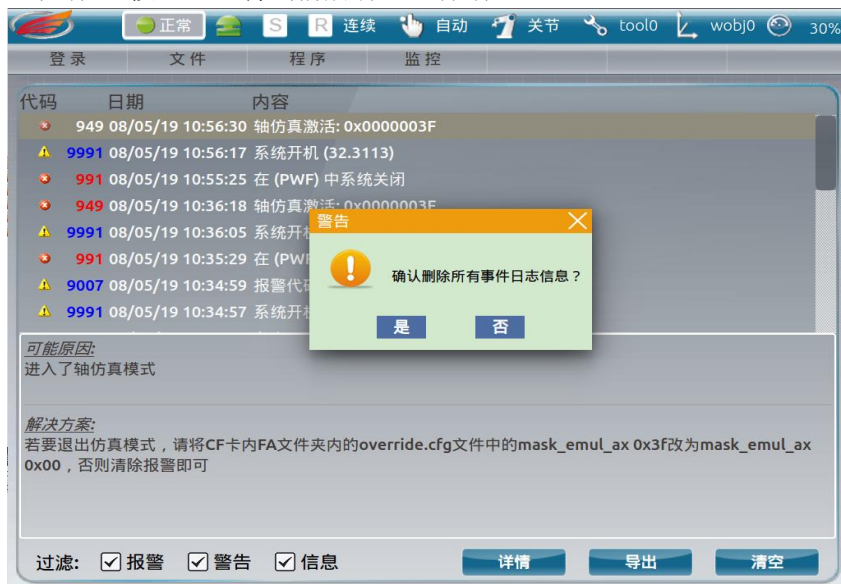 正常 S R 连续 自动 关节 tool0 wobj0 30%
登录 文件 程序 监控
代码 日期 内容
949 08/05/19 10:56:30 轴仿真激活: 0x0000003F
9991 08/05/19 10:56:17 系统开机 (32.3113)
991 08/05/19 10:55:25 在 (PWF) 中系统关闭
949 08/05/19 10:36:18 轴仿真激活: 0x0000003F
警告
9991 08/05/19 10:36:05 系统开
991 08/05/19 10:35:29 在 (PW
确认删除所有事件日志信息？
9007 08/05/19 10:34:59 报警代
9991 08/05/19 10:34:57 系统开
是 否
可能原因:
进入了轴仿真模式
解决方案:
若要退出仿真模式，请将CF卡内FA文件夹内的override.cfg文件中的mask_emul_ax 0x3f改为mask_emul_ax
0x00，否则清除报警即可
过滤: 报警 警告 信息 详情 导出 清空